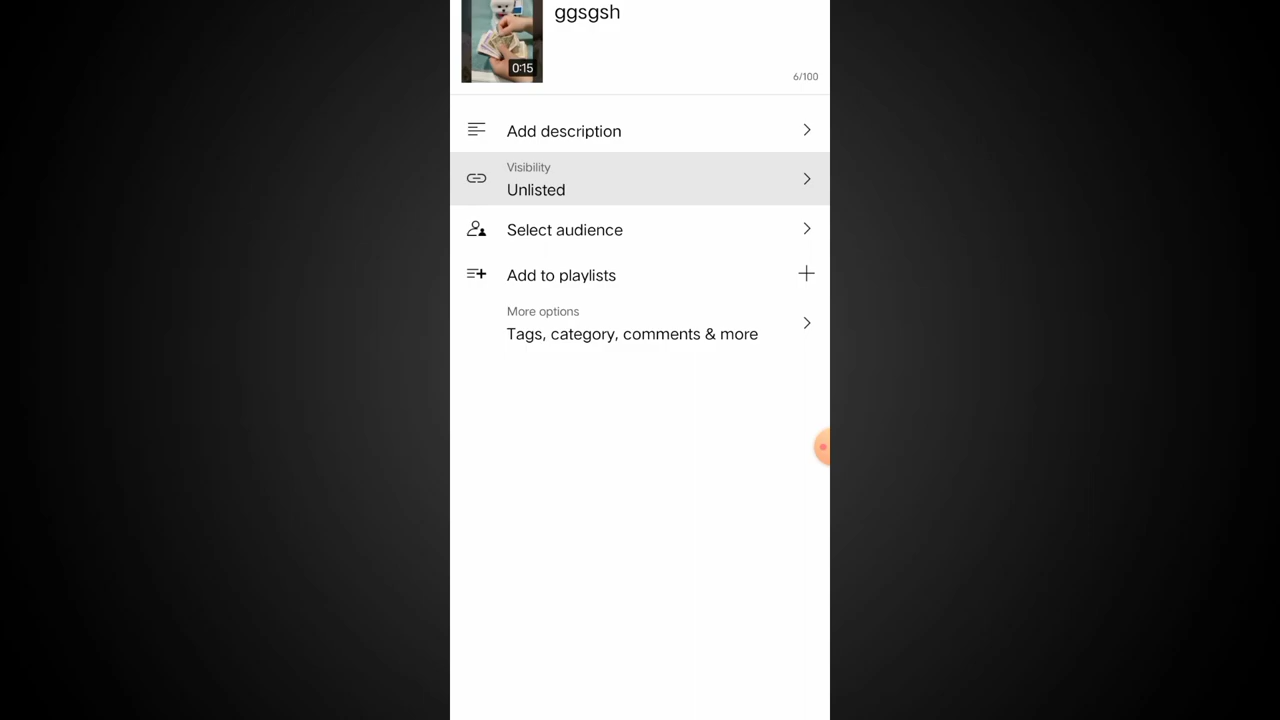 ggsgsh
0:15
6/100
Add description
Visibility
Unlisted
Select audience
Add to playlists
More options
Tags, category, comments & more